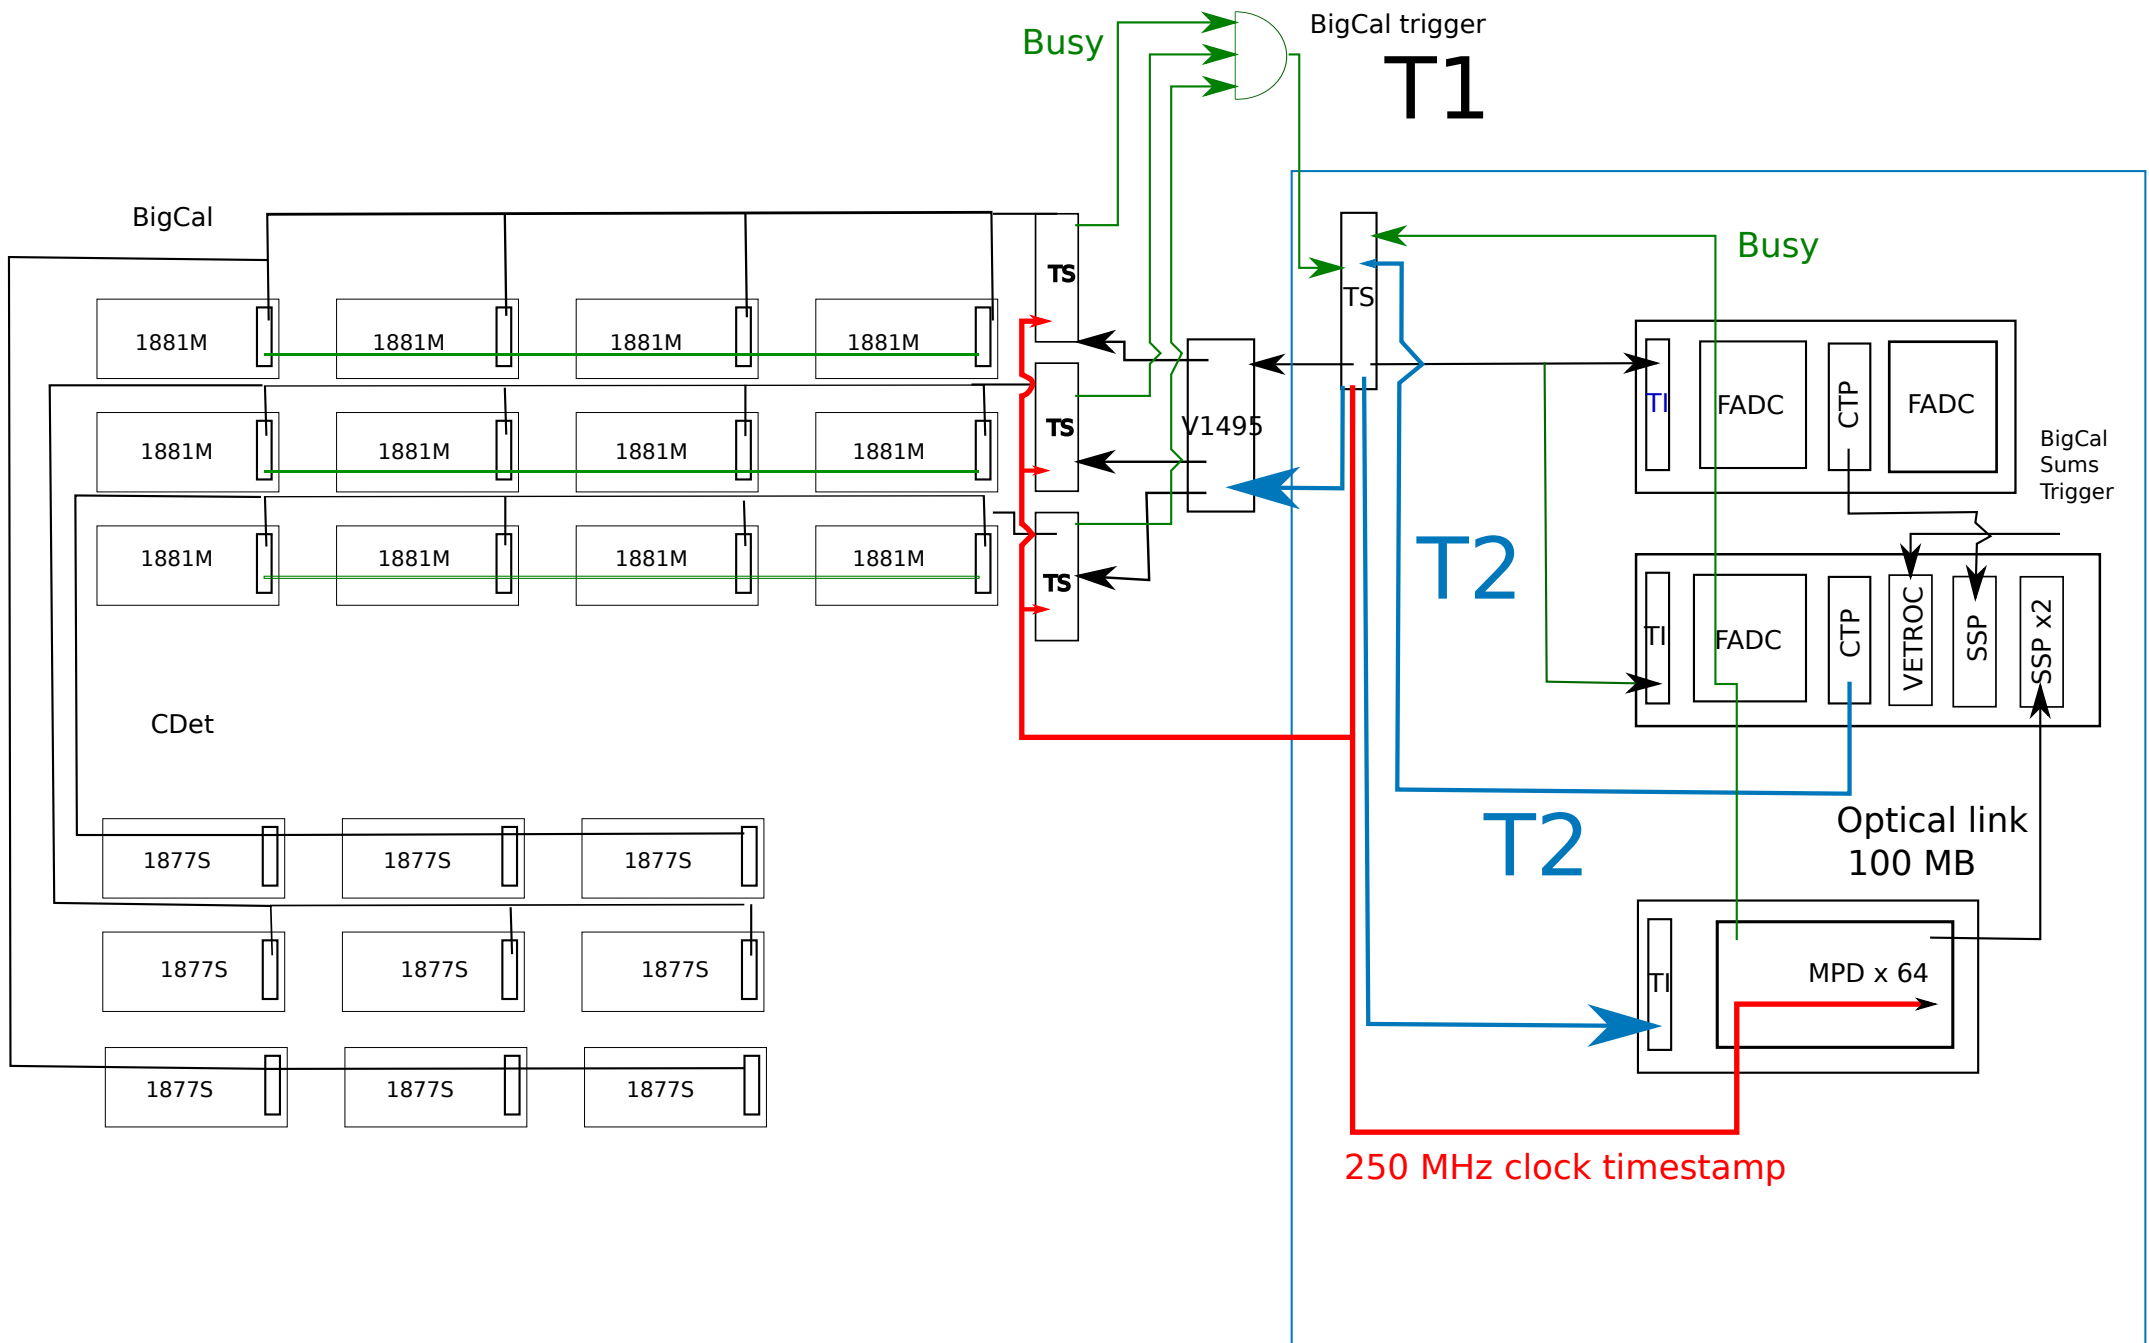 BigCal trigger
Busy
T1
BigCal
Busy
TS
TS
1881M
1881M
1881M
1881M
TI
FADC
CTP
FADC
V1495
TS
BigCal
Sums
Trigger
1881M
1881M
1881M
1881M
T2
1881M
1881M
1881M
1881M
TS
TI
FADC
CTP
VETROC
SSP
SSP x2
CDet
Optical link
100 MB
T2
1877S
1877S
1877S
1877S
1877S
1877S
TI
MPD x 64
1877S
1877S
1877S
250 MHz clock timestamp